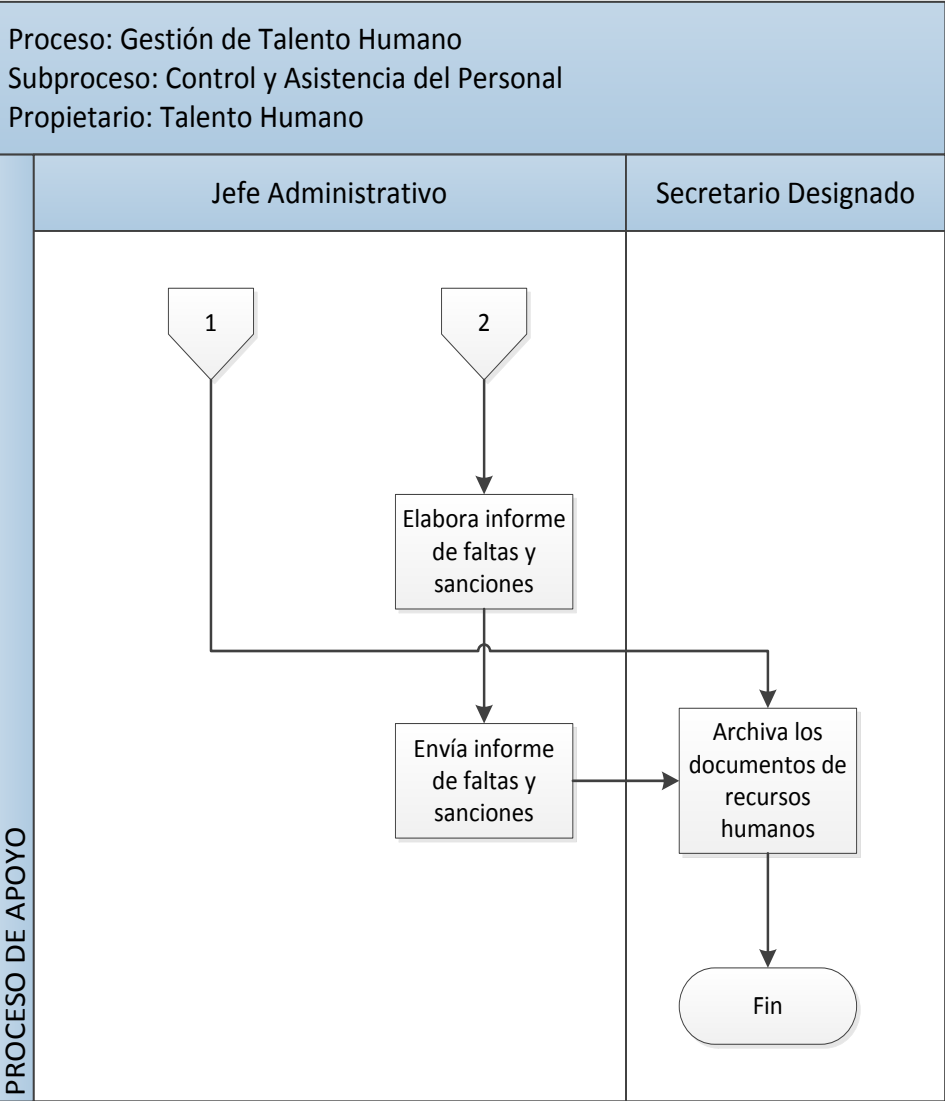 Proceso: Gestión de Talento Humano
Subproceso: Control y Asistencia del Personal
Propietario: Talento Humano
Jefe Administrativo
Secretario Designado
1
2
Elabora informe
de faltas y
sanciones
Envía informe
de faltas y
sanciones
Archiva los
documentos de
recursos
humanos
Fin
PROCESO DE APOYO